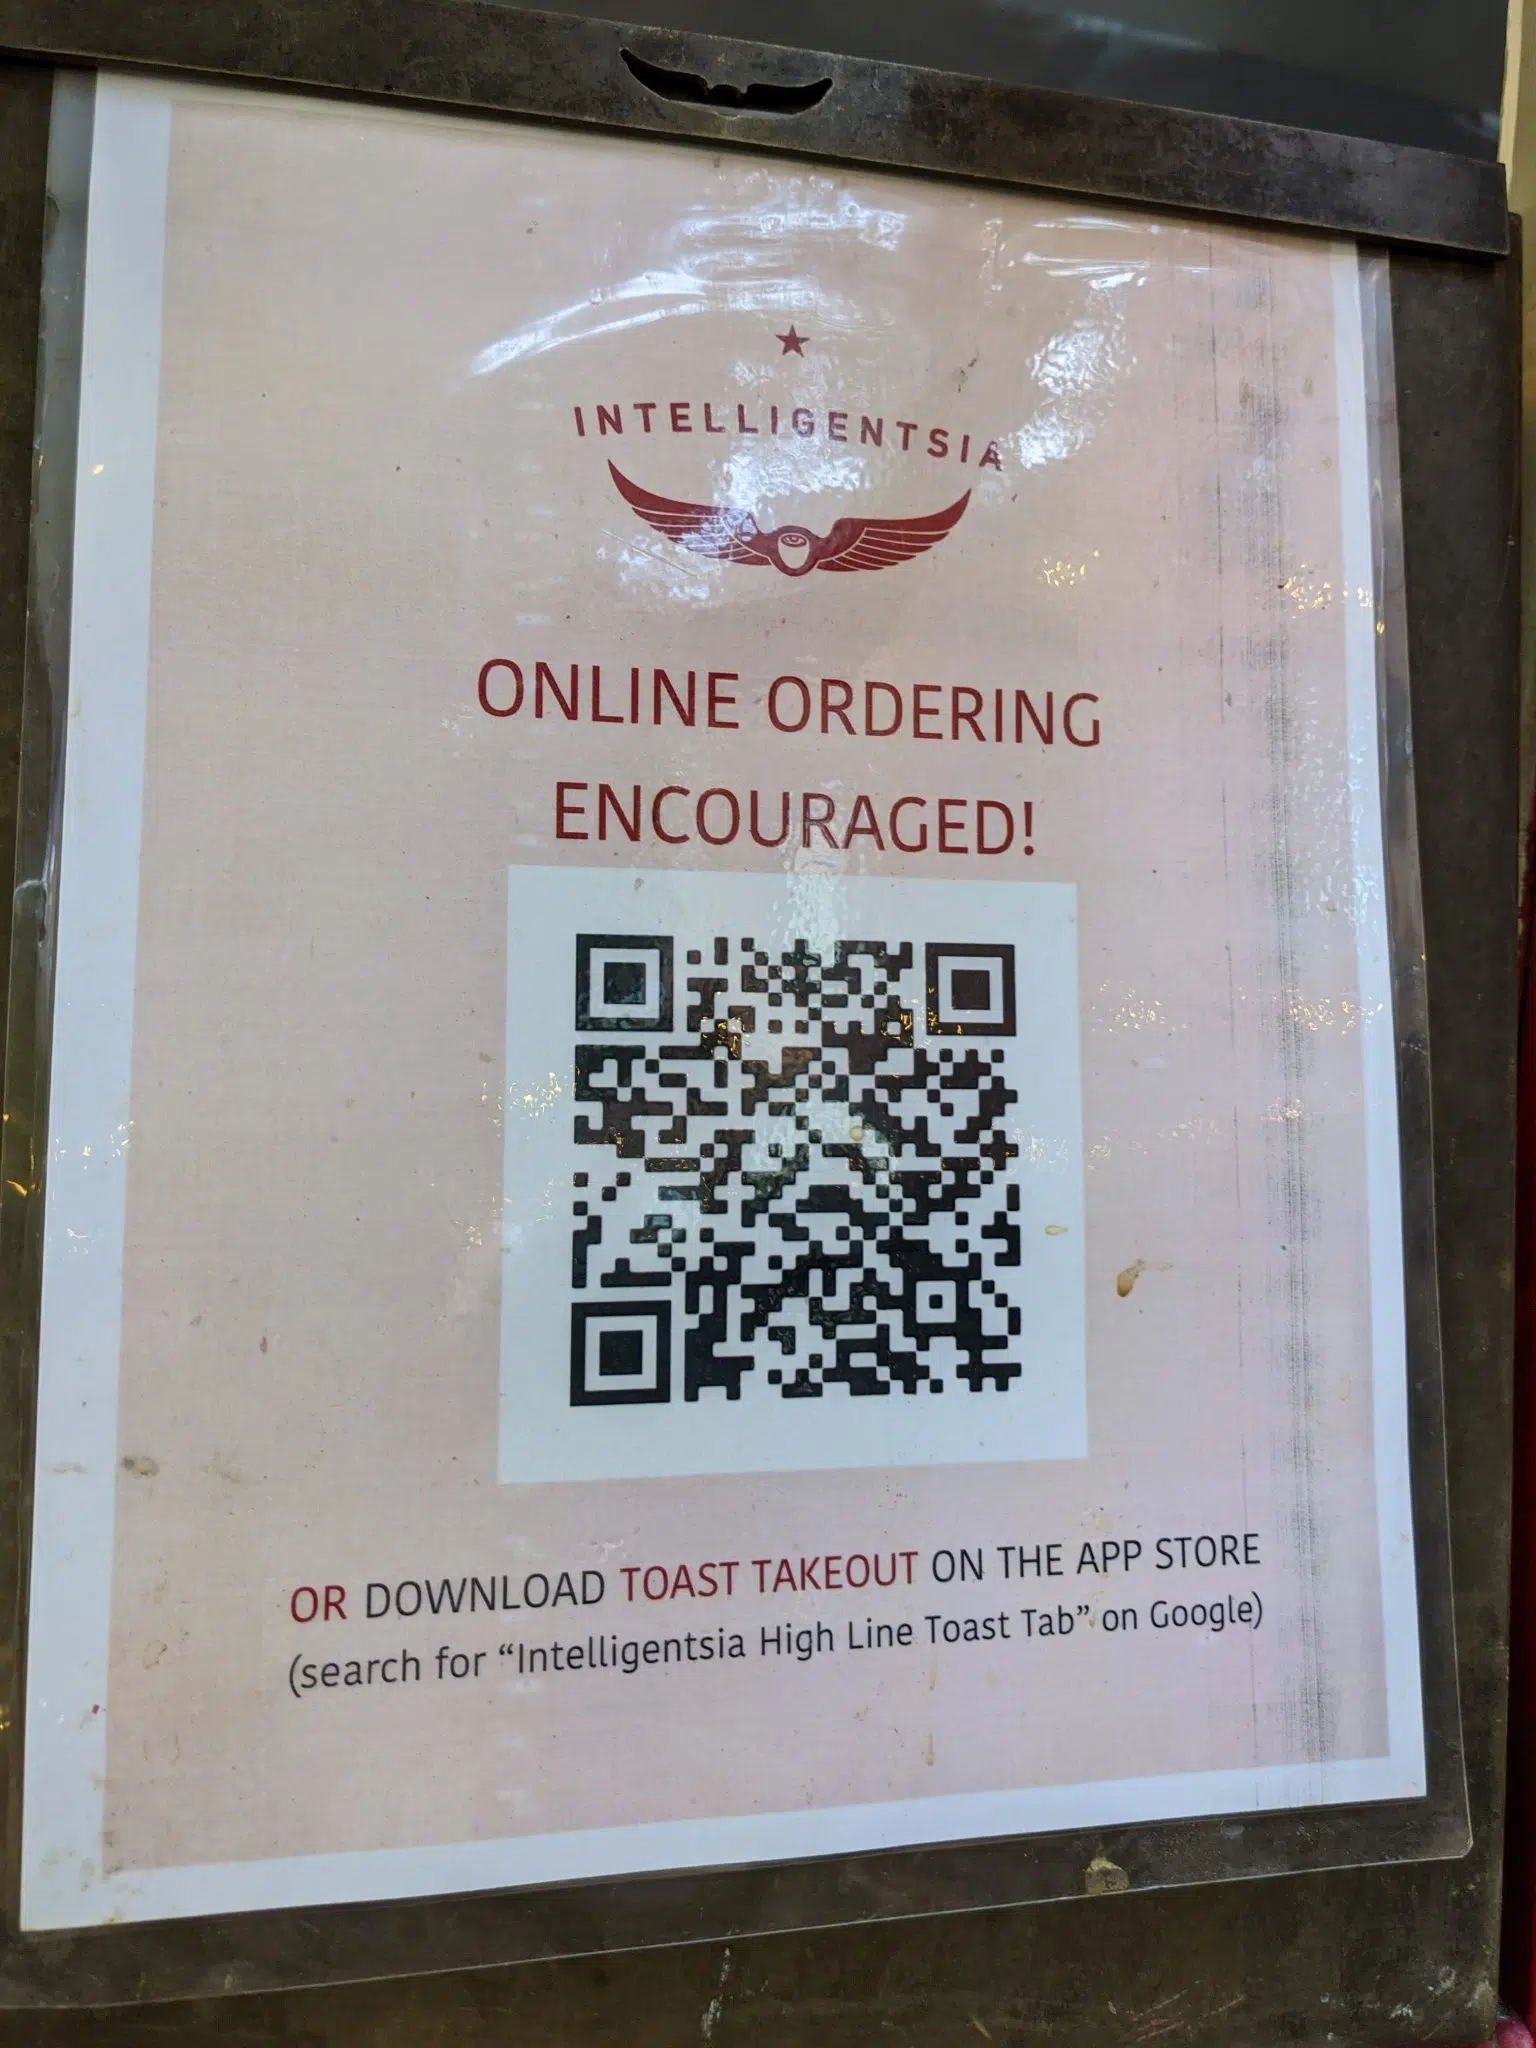 INTELLIGENTSIA
ONLINE ORDERING
ENCOURAGED!
OR DOWNLOAD TOAST TAKEOUT ON THE APP STORE
(search for “Intelligentsia High Line Toast Tab” on Google)